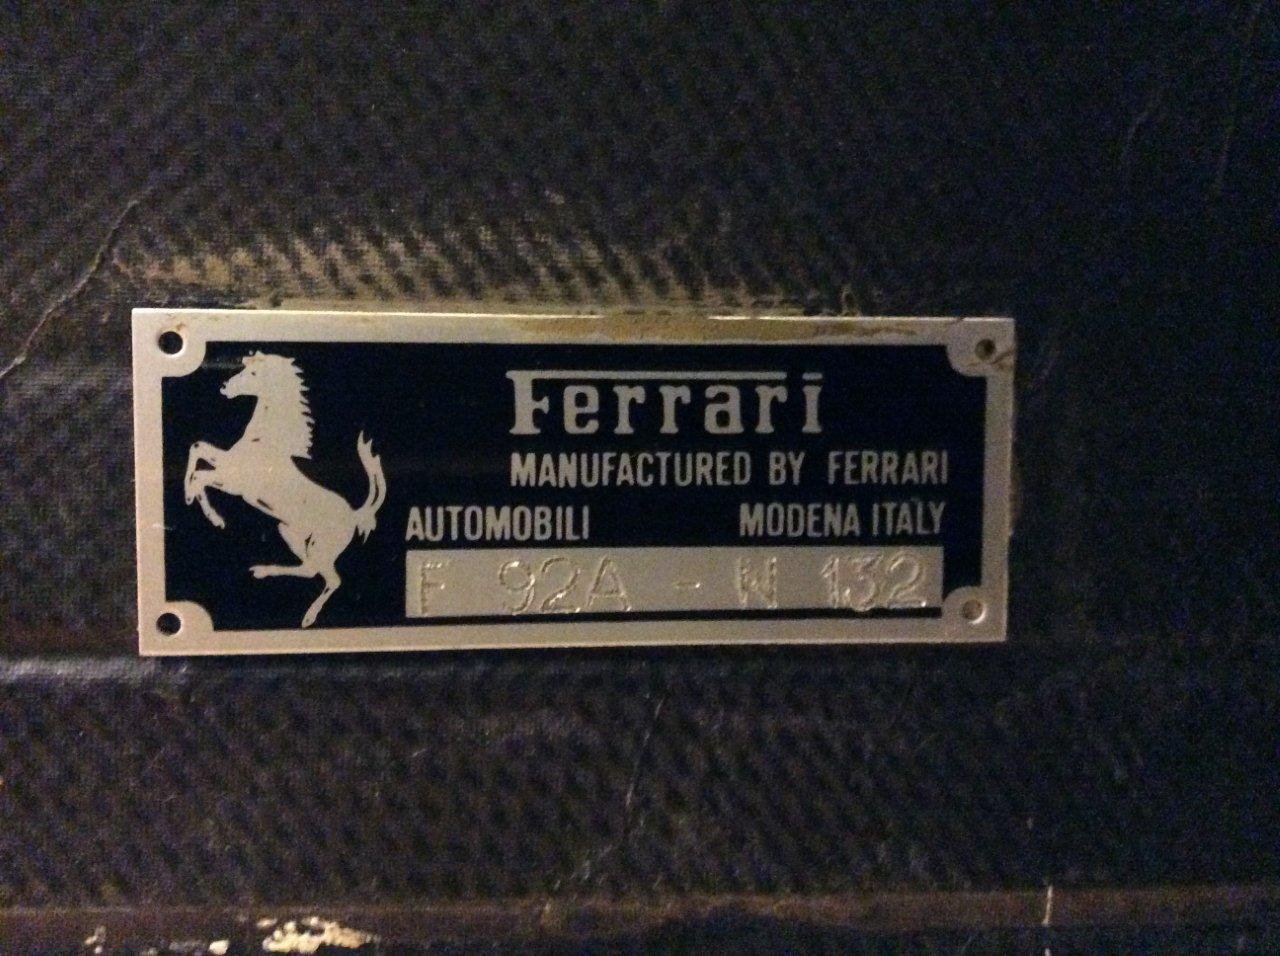 Ferrari
MANUFACTURED BY FERRARI
AUTOMOBILI MODENA ITALY
F 92A - N 132